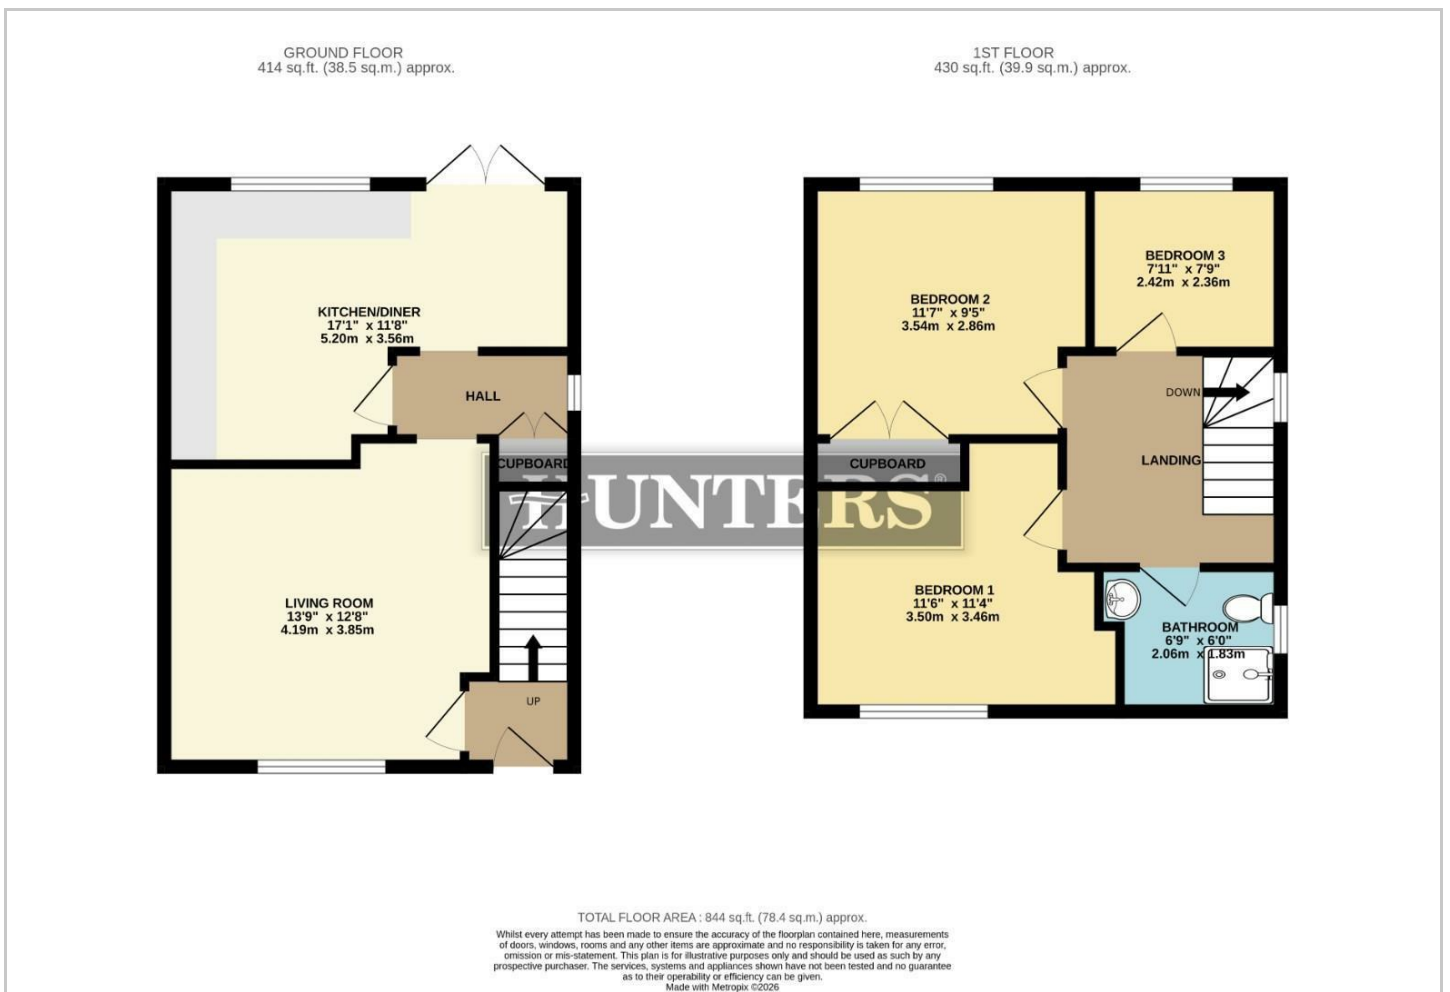 GROUND FLOOR
414 sq.ft. (38.5 sq.m.) approx.
1ST FLOOR
430 sq.ft. (39.9 sq.m.) approx.
KITCHEN/DINER
17'1" x 11'8"
5.20m x 3.56m
HALL
CUPBOARD
LIVING ROOM
13'9" x 12'8"
4.19m x 3.85m
UP
BEDROOM 2
11'7" x 9'5"
3.54m x 2.86m
BEDROOM 3
7'11" x 7'9"
2.42m x 2.36m
DOWN
LANDING
CUPBOARD
HUNTERS®
BEDROOM 1
11'6" x 11'4"
3.50m x 3.46m
BATHROOM
6'9" x 6'0"
2.06m x 1.83m
TOTAL FLOOR AREA : 844 sq.ft. (78.4 sq.m.) approx.
Whilst every attempt has been made to ensure the accuracy of the floorplan contained here, measurements
of doors, windows, rooms and any other items are approximate and no responsibility is taken for any error,
omission or mis-statement. This plan is for illustrative purposes only and should be used as such by any
prospective purchaser. The services, systems and appliances shown have not been tested and no guarantee
as to their operability or efficiency can be given.
Made with Metropix ©2026